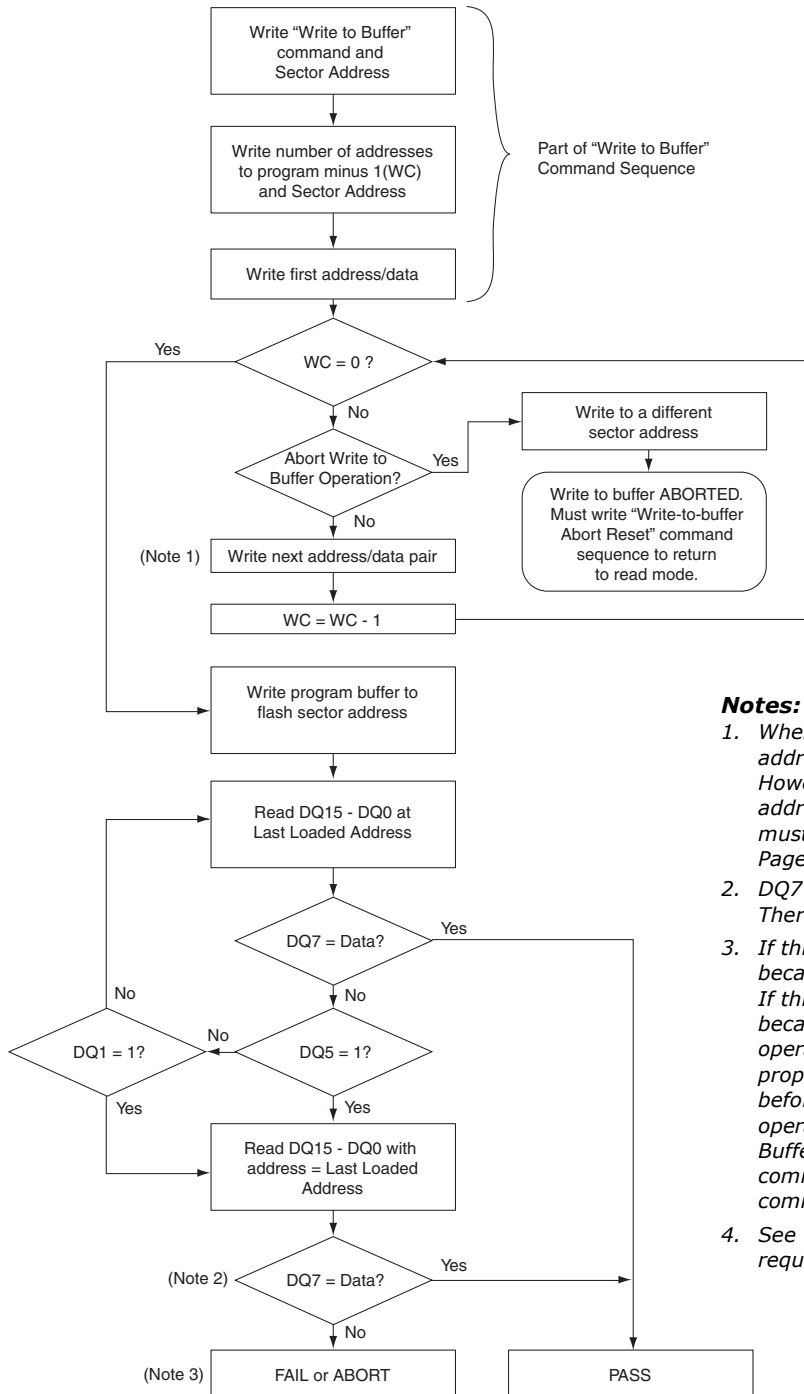 Write “Write to Buffer”
command and
Sector Address
Write number of addresses
to program minus 1(WC)
and Sector Address
Part of “Write to Buffer”
Command Sequence
Write first address/data
Yes
WC = 0 ?
No
Write to a different
sector address
Abort Write to
Buffer Operation?
Yes
No
Write to buffer ABORTED.
Must write “Write-to-buffer
Abort Reset” command
sequence to return
to read mode.
(Note 1)
Write next address/data pair
WC = WC - 1
Write program buffer to
flash sector address
Read DQ15 - DQ0 at
Last Loaded Address
DQ7 = Data?
Yes
No
No
DQ1 = 1?
No
DQ5 = 1?
Yes
Yes
Read DQ15 - DQ0 with
address = Last Loaded
Address
(Note 2)
DQ7 = Data?
Yes
No
(Note 3)
FAIL or ABORT
PASS
Notes:
1. Whe
addr
Howe
addr
must
Page
2. DQ7
Ther
3. If thi
beca
If thi
beca
opera
prop
befor
opera
Buffe
comm
comm
4. See
requ